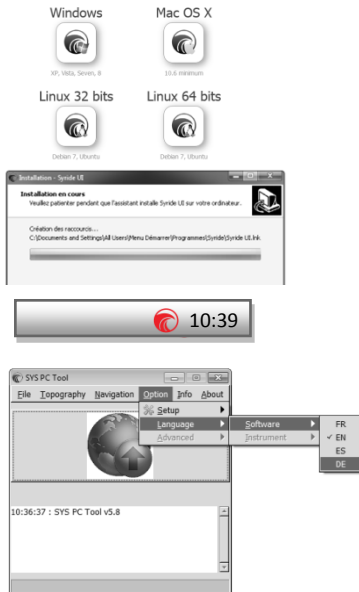 Windows Mac OS X
XP, Vista, Seven, 8 10.6 minimum
Linux 32 bits Linux 64 bits
Debian 7, Ubuntu Debian 7, Ubuntu
Installation - Syride UI
Installation en cours
Veuillez patienter pendant que l'assistant installe Syride UI sur votre ordinateur.
Création des raccourcis...
C:\Documents and Settings\All Users\Menu Démarrer\Programmes\Syride\Syride UI.lnk
10:39
SYS PC Tool
File Topography Navigation Option Info About
Setup
Language Software FR
Advanced Instrument EN
ES
DE
10:36:37 : SYS PC Tool v5.8